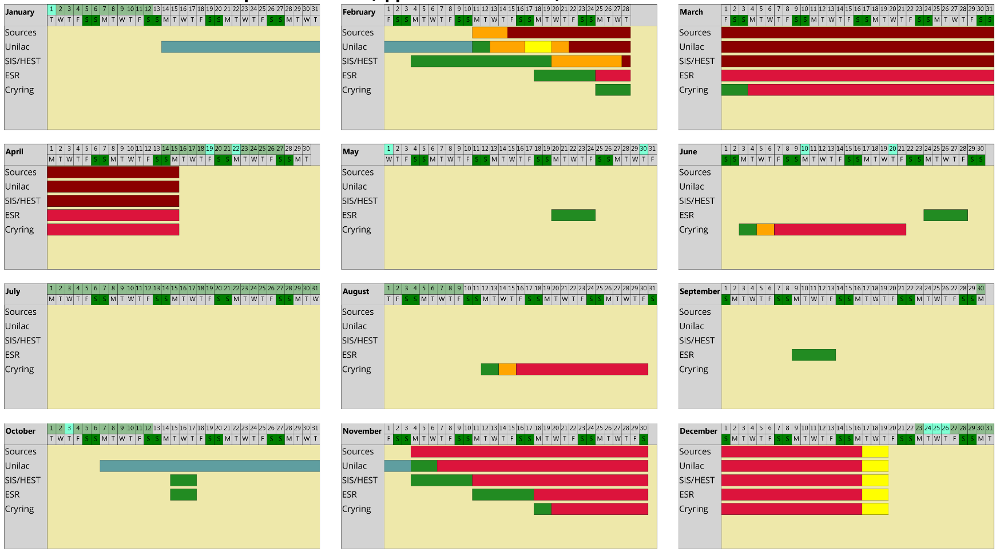 January 1 2 3 4 5 6 7 8 9 10 11 12 13 14 15 16 17 18 19 20 21 22 23 24 25 26 27 28 29 30 31
T W T F S S M T W T F S S M T W T F S S M T W T F S S M T W T
Sources
Unilac
SIS/HEST
ESR
Cryring
February 1 2 3 4 5 6 7 8 9 10 11 12 13 14 15 16 17 18 19 20 21 22 23 24 25 26 27 28
F S S M T W T F S S M T W T F S S M T W T F S S M T W T
Sources
Unilac
SIS/HEST
ESR
Cryring
March 1 2 3 4 5 6 7 8 9 10 11 12 13 14 15 16 17 18 19 20 21 22 23 24 25 26 27 28 29 30 31
F S S M T W T F S S M T W T F S S M T W T F S S M T W T F S S
Sources
Unilac
SIS/HEST
ESR
Cryring
April 1 2 3 4 5 6 7 8 9 10 11 12 13 14 15 16 17 18 19 20 21 22 23 24 25 26 27 28 29 30
M T W T F S S M T W T F S S M T W T F S S M T W T F S S M T
Sources
Unilac
SIS/HEST
ESR
Cryring
May 1 2 3 4 5 6 7 8 9 10 11 12 13 14 15 16 17 18 19 20 21 22 23 24 25 26 27 28 29 30 31
W T F S S M T W T F S S M T W T F S S M T W T F S S M T W T F
Sources
Unilac
SIS/HEST
ESR
Cryring
June 1 2 3 4 5 6 7 8 9 10 11 12 13 14 15 16 17 18 19 20 21 22 23 24 25 26 27 28 29 30
S S M T W T F S S M T W T F S S M T W T F S S M T W T F S S
Sources
Unilac
SIS/HEST
ESR
Cryring
July 1 2 3 4 5 6 7 8 9 10 11 12 13 14 15 16 17 18 19 20 21 22 23 24 25 26 27 28 29 30 31
M T W T F S S M T W T F S S M T W T F S S M T W T F S S M T W
Sources
Unilac
SIS/HEST
ESR
Cryring
August 1 2 3 4 5 6 7 8 9 10 11 12 13 14 15 16 17 18 19 20 21 22 23 24 25 26 27 28 29 30 31
T F S S M T W T F S S M T W T F S S M T W T F S S M T W T F S
Sources
Unilac
SIS/HEST
ESR
Cryring
September 1 2 3 4 5 6 7 8 9 10 11 12 13 14 15 16 17 18 19 20 21 22 23 24 25 26 27 28 29 30
S M T W T F S S M T W T F S S M T W T F S S M T W T F S S M
Sources
Unilac
SIS/HEST
ESR
Cryring
October 1 2 3 4 5 6 7 8 9 10 11 12 13 14 15 16 17 18 19 20 21 22 23 24 25 26 27 28 29 30 31
T W T F S S M T W T F S S M T W T F S S M T W T F S S M T W T
Sources
Unilac
SIS/HEST
ESR
Cryring
November 1 2 3 4 5 6 7 8 9 10 11 12 13 14 15 16 17 18 19 20 21 22 23 24 25 26 27 28 29 30
F S S M T W T F S S M T W T F S S M T W T F S S M T W T F S
Sources
Unilac
SIS/HEST
ESR
Cryring
December 1 2 3 4 5 6 7 8 9 10 11 12 13 14 15 16 17 18 19 20 21 22 23 24 25 26 27 28 29 30 31
S M T W T F S S M T W T F S S M T W T F S S M T W T F S S M T
Sources
Unilac
SIS/HEST
ESR
Cryring